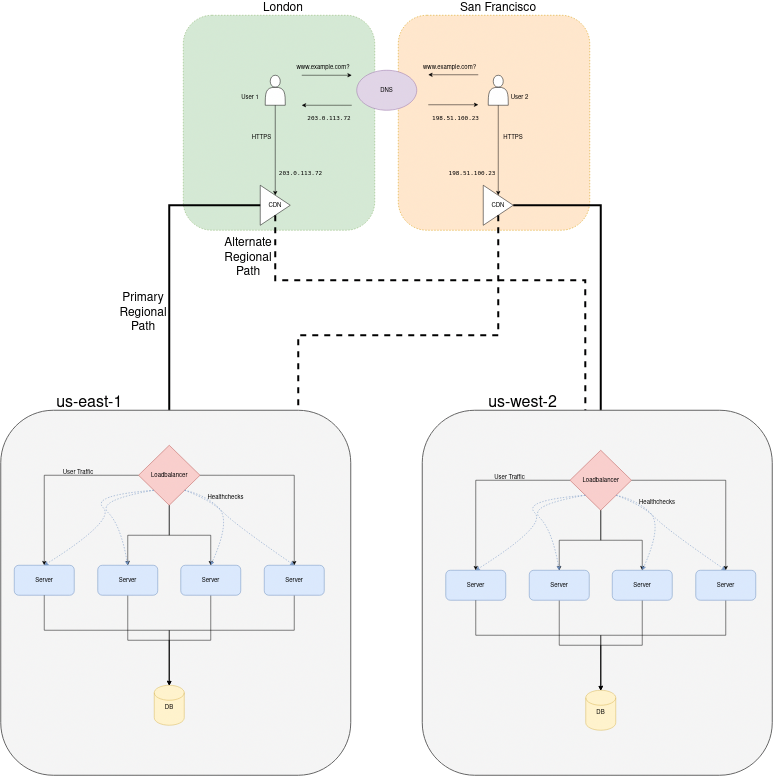 London
San Francisco
www.example.com?
www.example.com?
DNS
User 1
User 2
203.0.113.72
198.51.100.23
HTTPS
HTTPS
203.0.113.72
198.51.100.23
CDN
CDN
Alternate
Regional
Path
Primary
Regional
Path
us-east-1
us-west-2
User Traffic
Loadbalancer
Healthchecks
Server
Server
Server
Server
DB
User Traffic
Loadbalancer
Healthchecks
Server
Server
Server
Server
DB